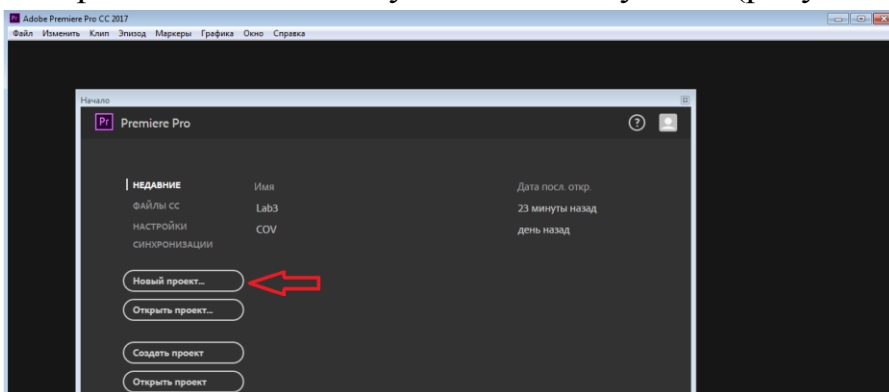 Adobe Premiere Pro CC 2017
Файл Изменить Клип Эпизод Маркеры Графика Окно Справка
Начало
Pr Premiere Pro
?
НЕДАВНИЕ Имя Дата посл. откр.
ФАЙЛЫ CC Lab3 23 минуты назад
НАСТРОЙКИ COV день назад
СИНХРОНИЗАЦИИ
Новый проект...
Открыть проект...
Создать проект
Открыть проект